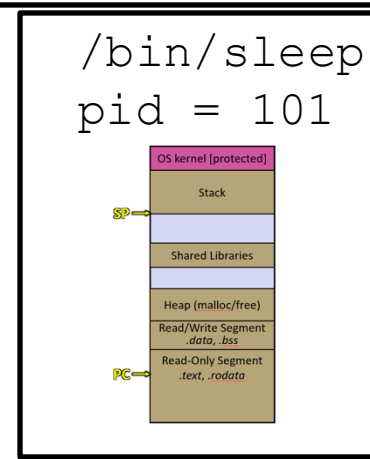 /bin/sleep
pid = 101
OS kernel [protected]
Stack
SP
Shared Libraries
Heap (malloc/free)
Read/Write Segment
.data, .bss
Read-Only Segment
PC
.text, .rodata